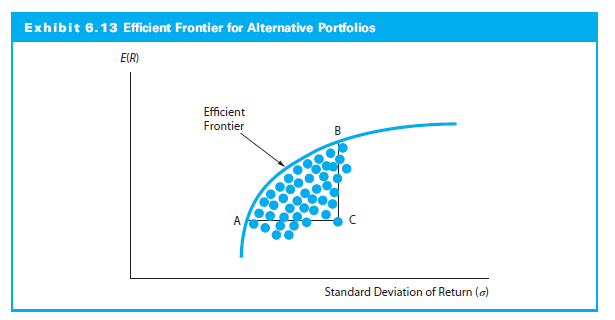 Exhibit 6.13 Efficient Frontier for Alternative Portfolios
E(R)
Efficient
Frontier
B
A
C
Standard Deviation of Return (σ)